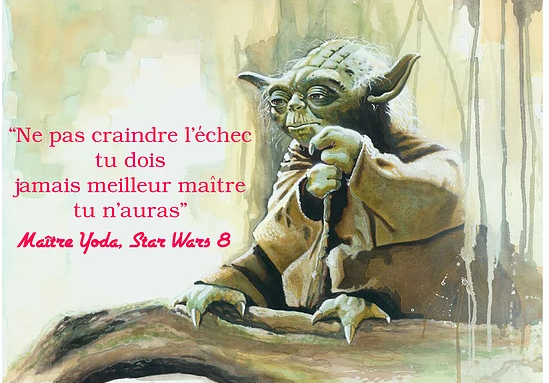 “Ne pas craindre l’échec
tu dois
jamais meilleur maître
tu n’auras”
Maître Yoda, Star Wars 8